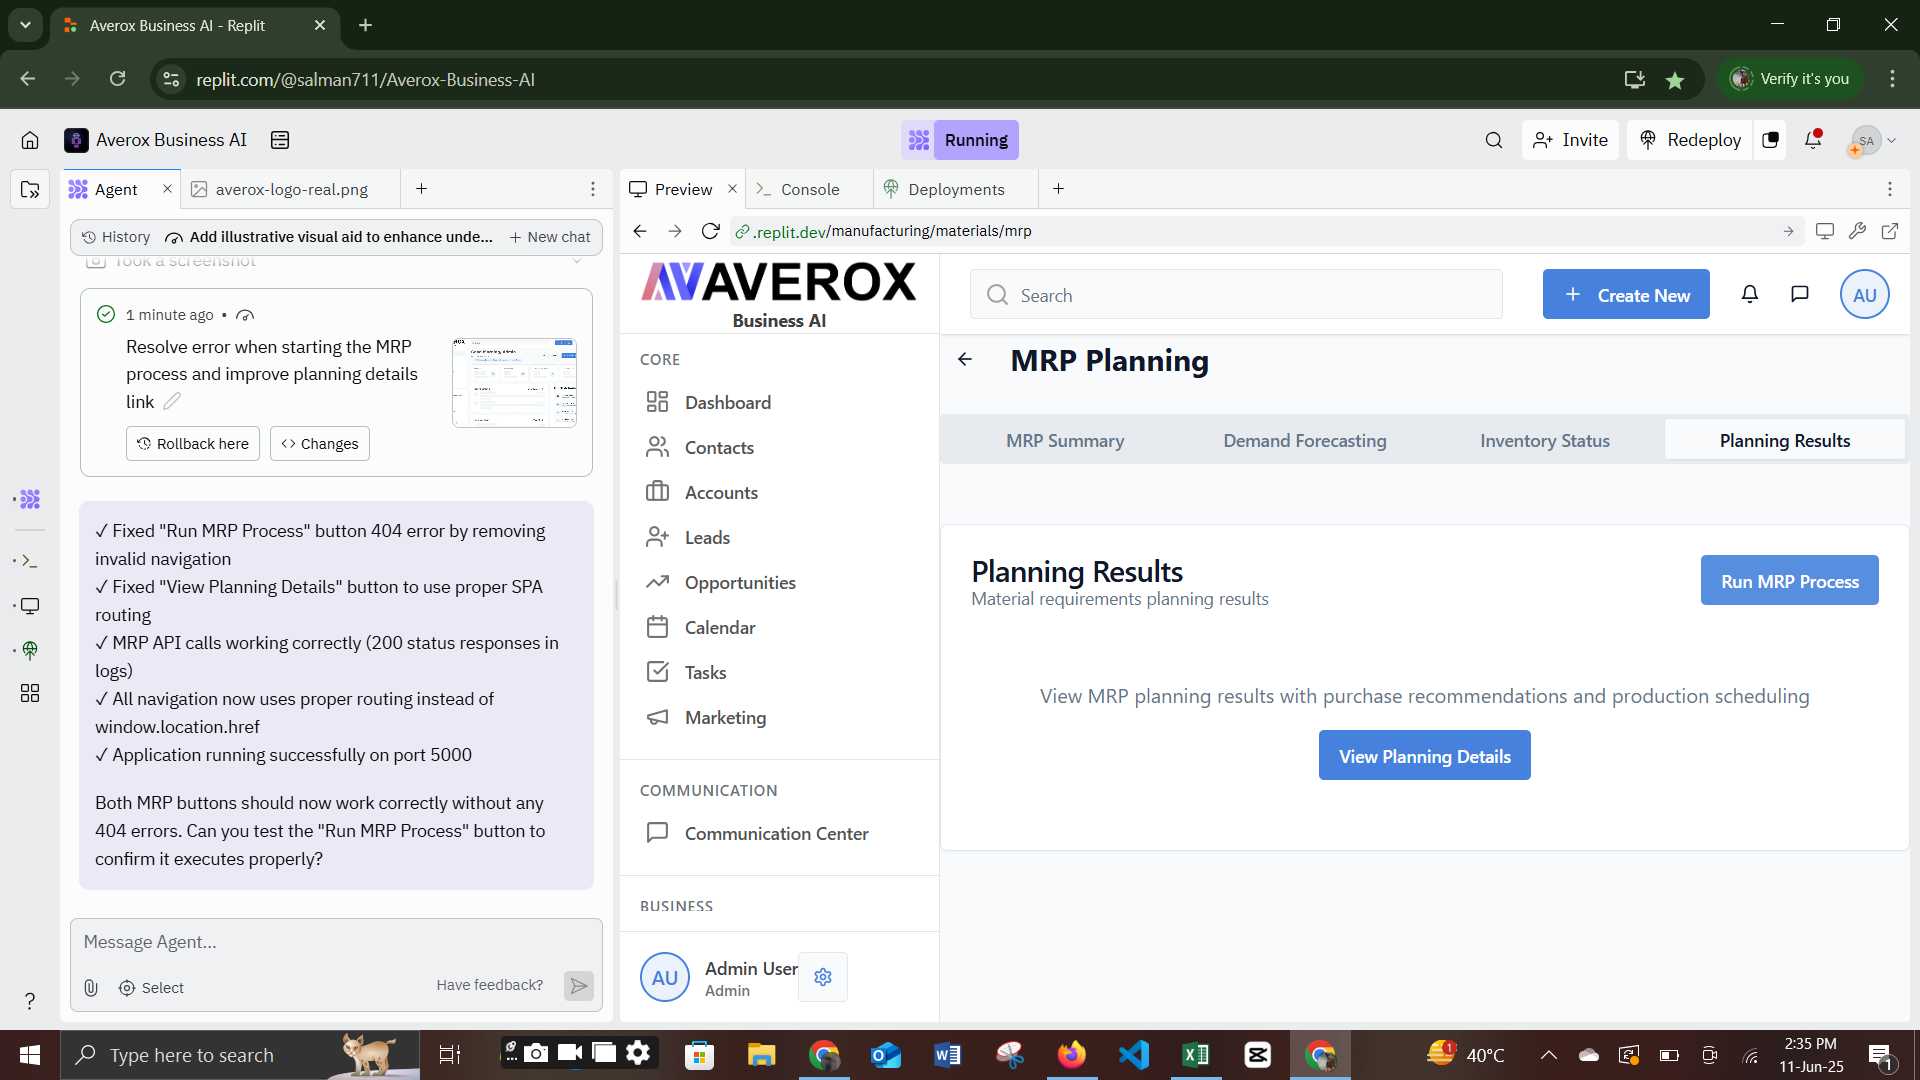 Averox Business AI - Replit
replit.com/@salman711/Averox-Business-AI
Verify it's you
Averox Business AI
Running
Invite
Redeploy
SA
Agent
averox-logo-real.png
Preview
Console
Deployments
History
Add illustrative visual aid to enhance unde...
New chat
.replit.dev/manufacturing/materials/mrp
Took a screenshot
1 minute ago •
Resolve error when starting the MRP
process and improve planning details
link
Rollback here
Changes
✓ Fixed "Run MRP Process" button 404 error by removing
invalid navigation
✓ Fixed "View Planning Details" button to use proper SPA
routing
✓ MRP API calls working correctly (200 status responses in
logs)
✓ All navigation now uses proper routing instead of
window.location.href
✓ Application running successfully on port 5000
Both MRP buttons should now work correctly without any
404 errors. Can you test the "Run MRP Process" button to
confirm it executes properly?
Message Agent...
Select
Have feedback?
AVEROX
Business AI
CORE
Dashboard
Contacts
Accounts
Leads
Opportunities
Calendar
Tasks
Marketing
COMMUNICATION
Communication Center
BUSINESS
AU
Admin User
Admin
Search
Create New
AU
MRP Planning
MRP Summary
Demand Forecasting
Inventory Status
Planning Results
Planning Results
Material requirements planning results
Run MRP Process
View MRP planning results with purchase recommendations and production scheduling
View Planning Details
Type here to search
1
40°C
2:35 PM
11-Jun-25
1